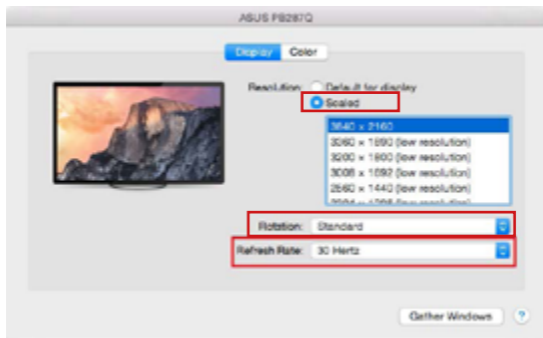 ASUS PB287Q
Display Color
Resolution: Default for display
Scaled
3840 x 2160
3360 x 1890 (low resolution)
3200 x 1800 (low resolution)
3008 x 1692 (low resolution)
2560 x 1440 (low resolution)
Rotation: Standard
Refresh Rate: 30 Hertz
Gather Windows ?